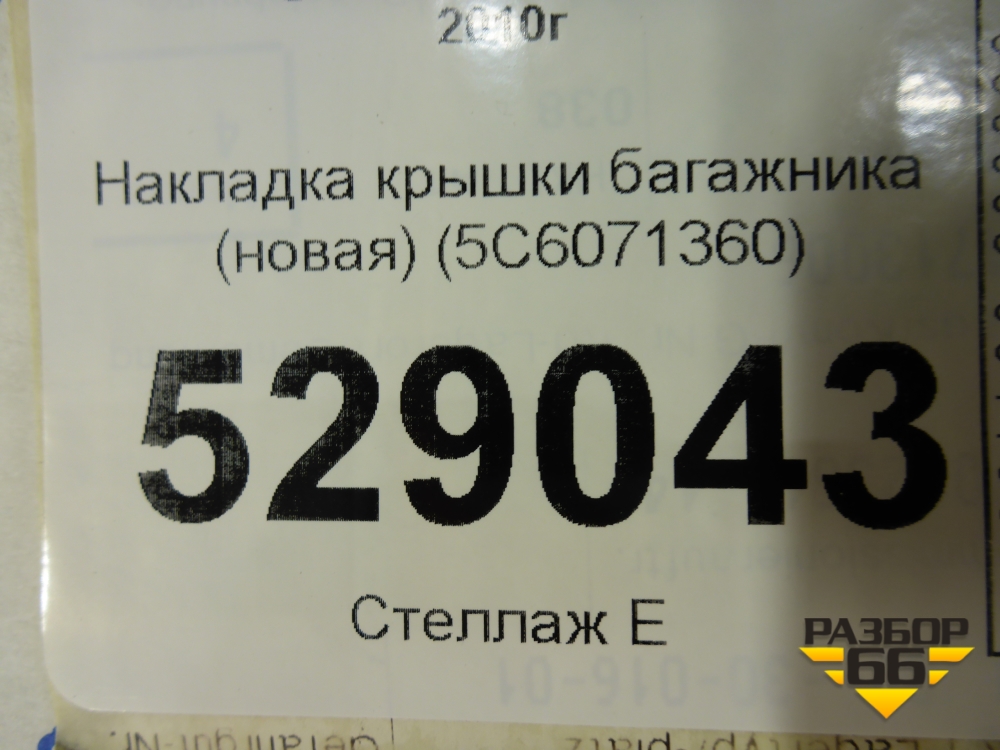 2010г
Накладка крышки багажника
(новая) (5C6071360)
529043
Стеллаж Е
РАЗБОР
66